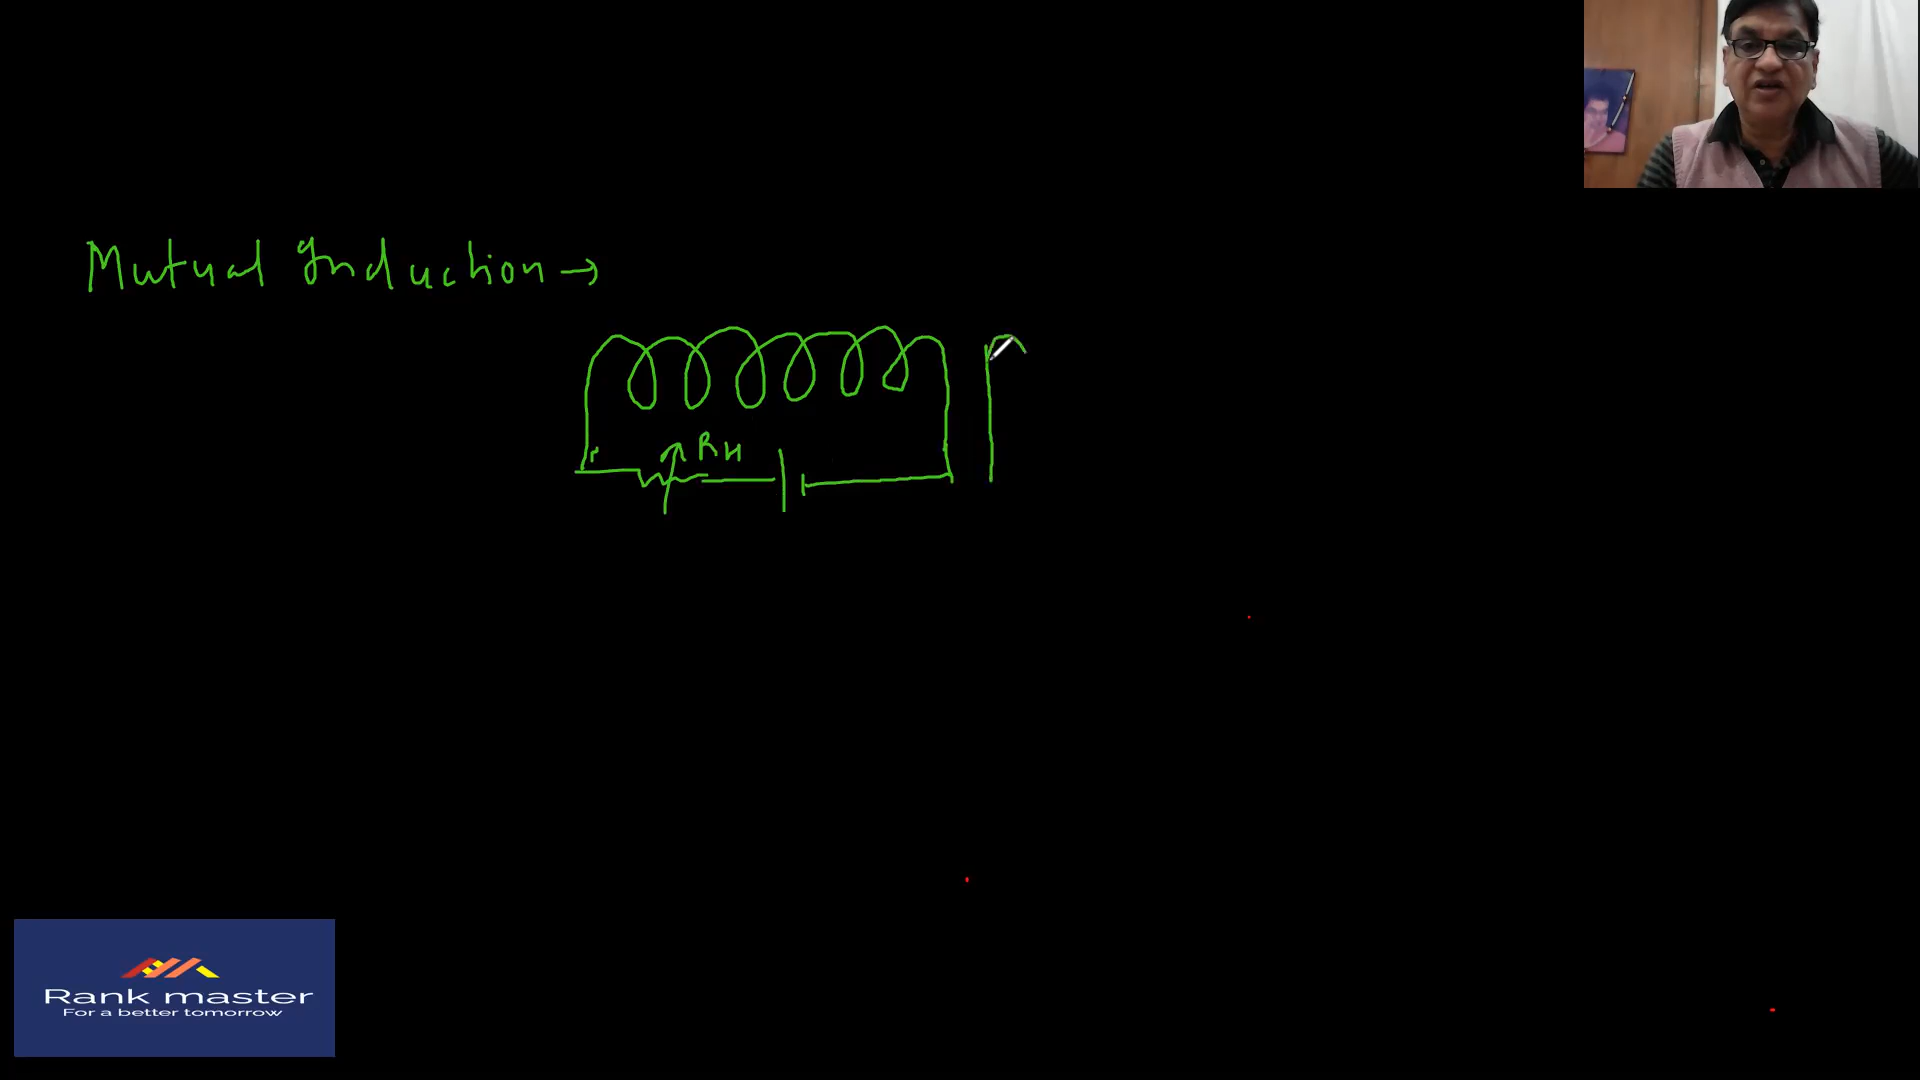 Mutual Induction →
RH
Rank master
For a better tomorrow